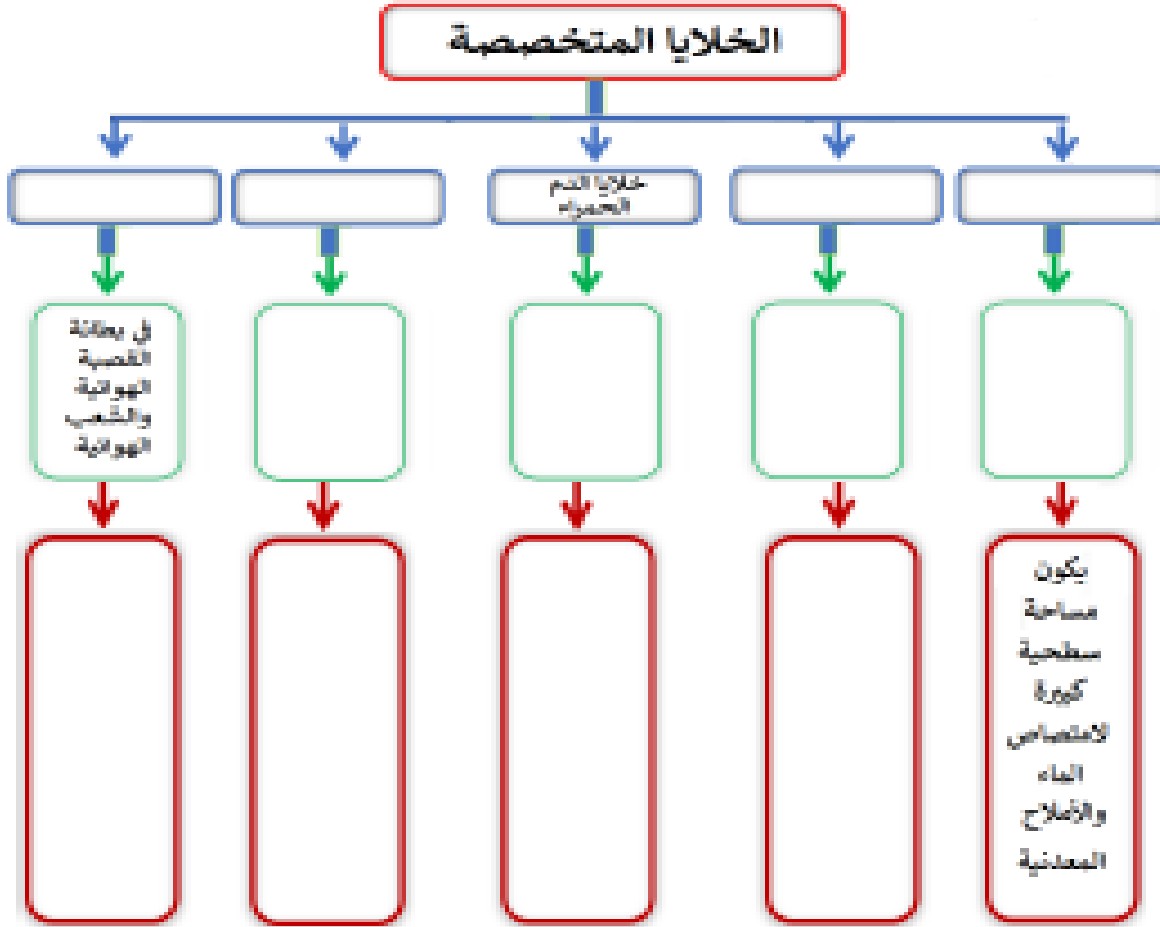 الخلايا المتخصصة
خلايا الدم
الحمراء
في بطانة
القصبة
الهوائية
والشعب
الهوائية
يكون
مساحة
سطحية
كبيرة
لامتصاص
الماء
والأملاح
المعدنية